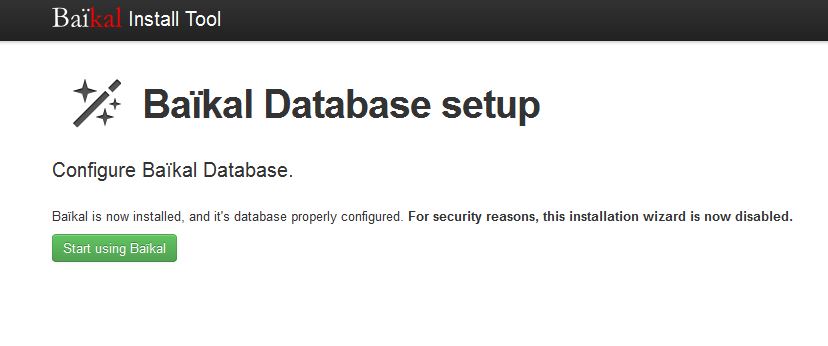 Baïkal Install Tool
Baïkal Database setup
Configure Baïkal Database.
Baïkal is now installed, and it's database properly configured. For security reasons, this installation wizard is now disabled.
Start using Baïkal